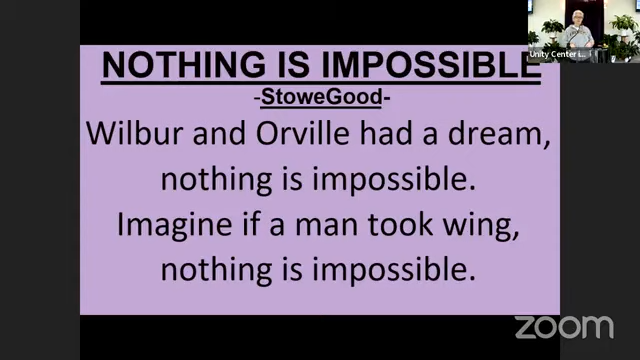 NOTHING IS IMPOSSIBLE
-StoweGood-
Wilbur and Orville had a dream,
nothing is impossible.
Imagine if a man took wing,
nothing is impossible.
Unity Center i...
zoom